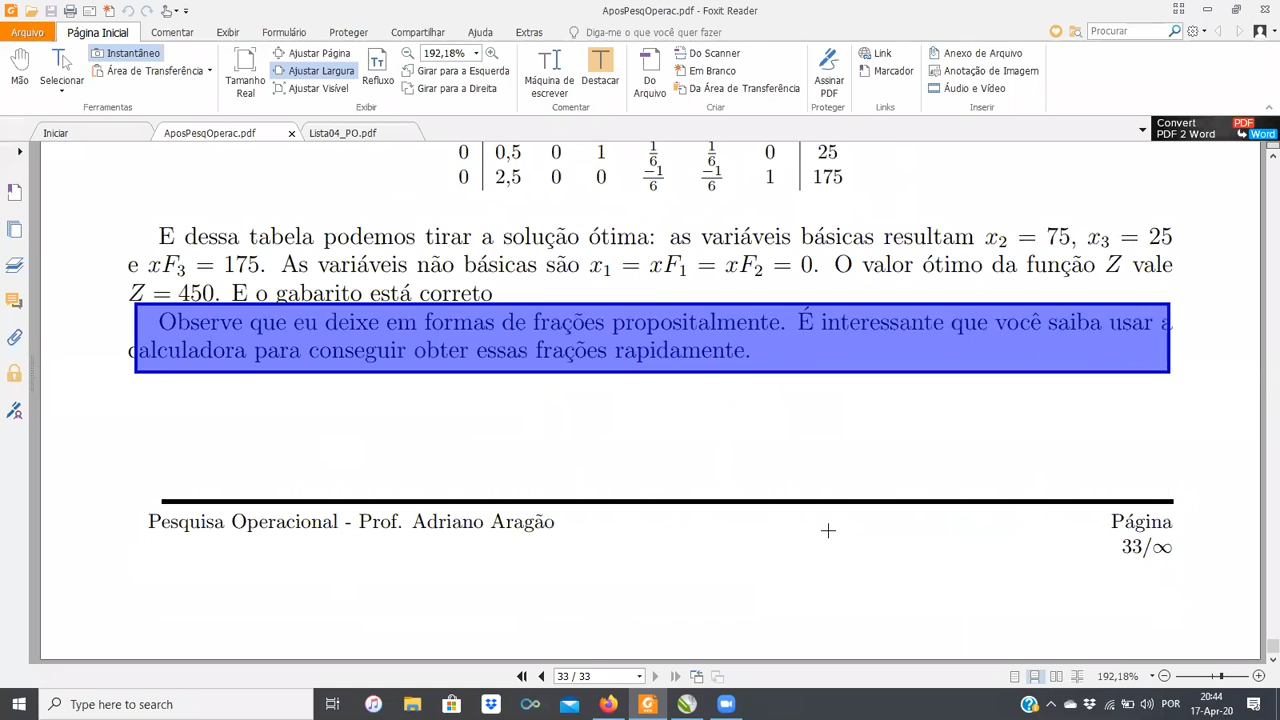 AposPesqOperac.pdf - Foxit Reader
Arquivo Página Inicial Comentar Exibir Formulário Proteger Compartilhar Ajuda Extras Diga-me o que você quer fazer Procurar
Mão
Selecionar
Instantâneo
Área de Transferência
Ferramentas
Tamanho Real
Ajustar Página
Ajustar Largura
Ajustar Visível
Refluxo
192,18%
Girar para a Esquerda
Girar para a Direita
Exibir
Máquina de escrever
Destacar
Comentar
Do Arquivo
Do Scanner
Em Branco
Da Área de Transferência
Criar
Assinar PDF
Proteger
Link
Marcador
Links
Anexo de Arquivo
Anotação de Imagem
Áudio e Vídeo
Inserir
Iniciar AposPesqOperac.pdf Lista04_PO.pdf
Convert PDF
PDF 2 Word Word
0 0,5 0 1 1/6 1/6 0 25
0 2,5 0 0 −1/6 −1/6 1 175
E dessa tabela podemos tirar a solução ótima: as variáveis básicas resultam x₂ = 75, x₃ = 25
e xF₃ = 175. As variáveis não básicas são x₁ = xF₁ = xF₂ = 0. O valor ótimo da função Z vale
Z = 450. E o gabarito está correto
Observe que eu deixe em formas de frações propositalmente. É interessante que você saiba usar a
calculadora para conseguir obter essas frações rapidamente.
Pesquisa Operacional - Prof. Adriano Aragão Página
33/∞
33 / 33 192,18%
Type here to search POR 20:44
17-Apr-20